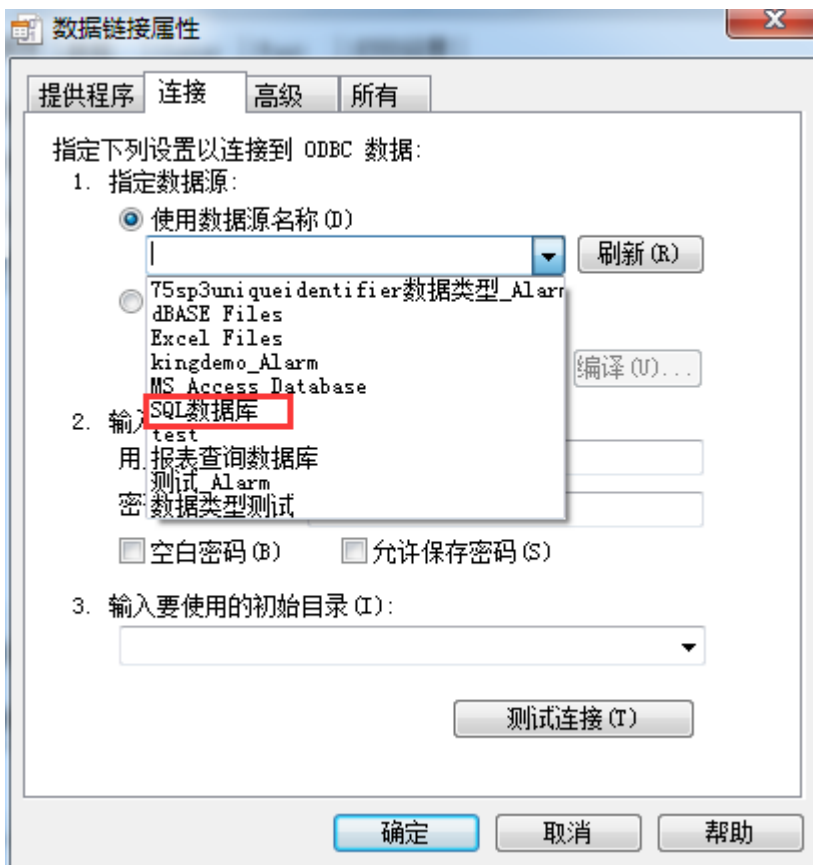 数据链接属性
提供程序 连接 高级 所有
指定下列设置以连接到 ODBC 数据:
1. 指定数据源:
使用数据源名称(D)
刷新(R)
75sp3uniqueidentifier数据类型_Alarm
dBASE Files
Excel Files
kingdemo_Alarm
编译(U)...
MS Access Database
SQL数据库
2. 输入
test
用 报表查询数据库
测试_Alarm
密 数据类型测试
空白密码(B) 允许保存密码(S)
3. 输入要使用的初始目录(I):
测试连接(T)
确定 取消 帮助